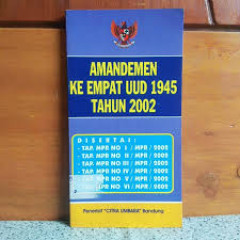 AMANDEMEN
KE EMPAT UUD 1945
TAHUN 2002
DISERTAI :
- TAP. MPR NO I / MPR / 2002
- TAP. MPR NO II / MPR / 2002
- TAP. MPR NO III / MPR / 2002
- TAP. MPR NO IV / MPR / 2002
- TAP. MPR NO V / MPR / 2002
- TAP. MPR NO VI / MPR / 2002
Penerbit "CITRA UMBARA" Bandung